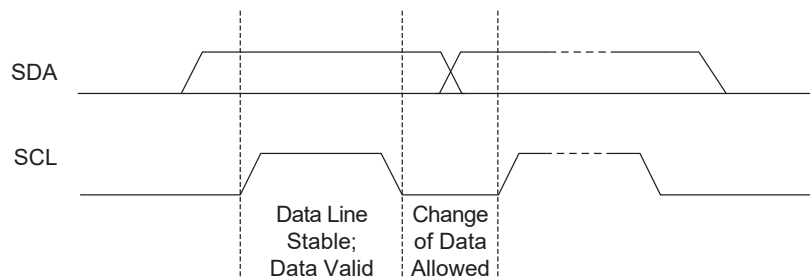 SDA
SCL
Data Line
Stable;
Data Valid
Change
of Data
Allowed